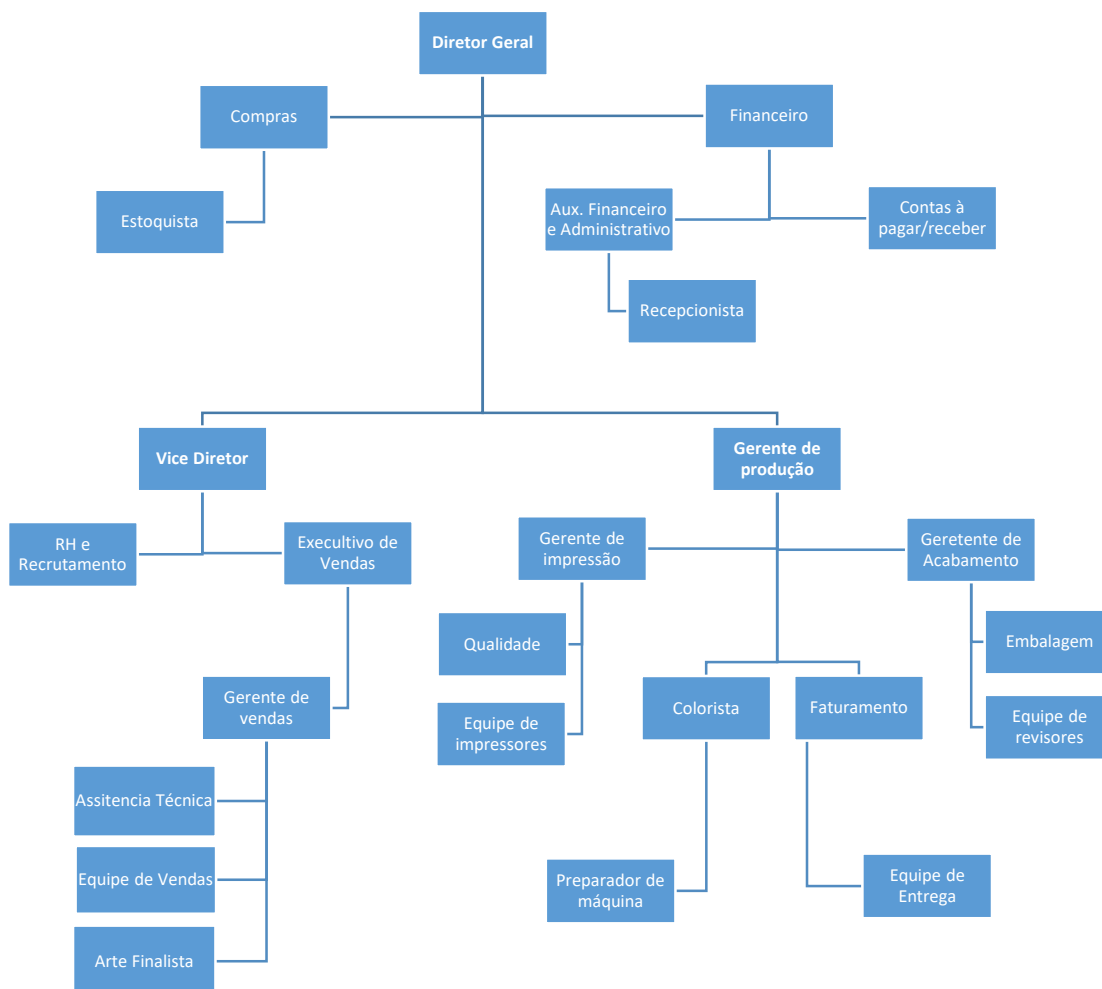 Diretor Geral
Compras
Financeiro
Estoquista
Aux. Financeiro
e Administrativo
Contas à
pagar/receber
Recepcionista
Vice Diretor
Gerente de
produção
RH e
Recrutamento
Execultivo de
Vendas
Gerente de
impressão
Geretente de
Acabamento
Qualidade
Embalagem
Gerente de
vendas
Equipe de
impressores
Colorista
Faturamento
Equipe de
revisores
Assitencia Técnica
Equipe de Vendas
Preparador de
máquina
Equipe de
Entrega
Arte Finalista